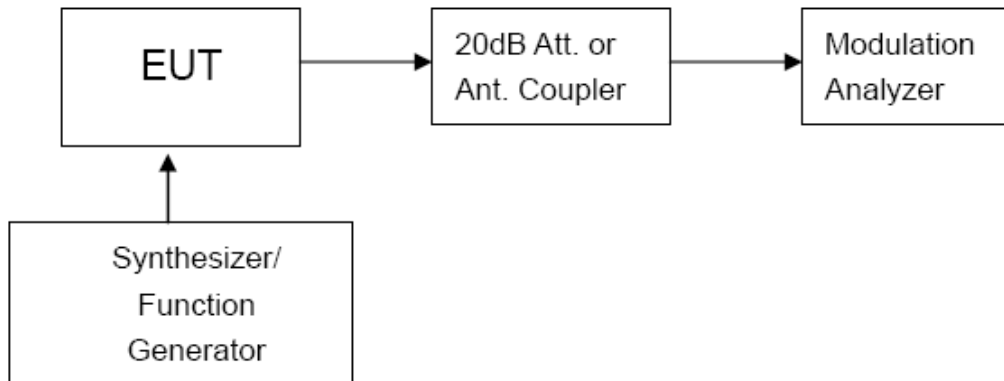 EUT
20dB Att. or
Ant. Coupler
Modulation
Analyzer
Synthesizer/
Function
Generator